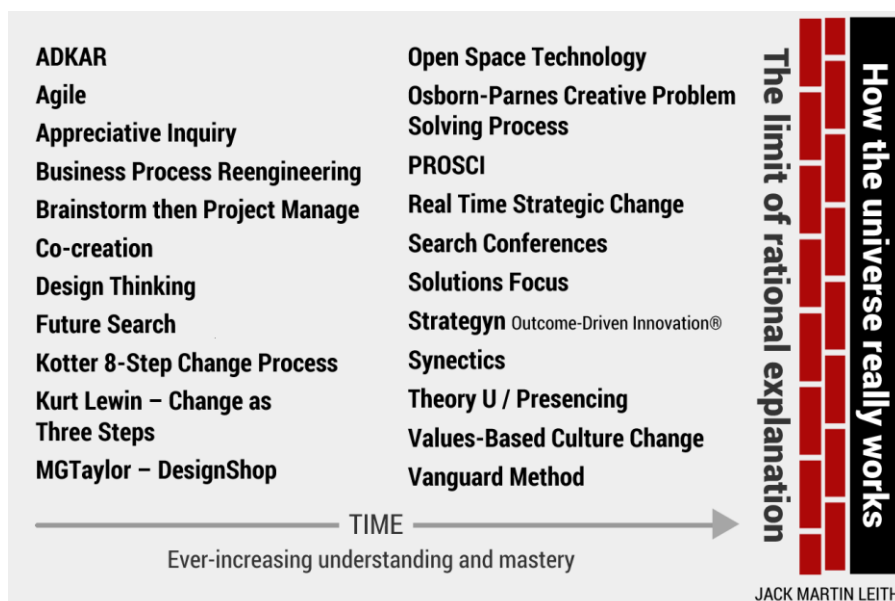 ADKAR
Agile
Appreciative Inquiry
Business Process Reengineering
Brainstorm then Project Manage
Co-creation
Design Thinking
Future Search
Kotter 8-Step Change Process
Kurt Lewin – Change as
Three Steps
MGTaylor – DesignShop
Open Space Technology
Osborn-Parnes Creative Problem
Solving Process
PROSCI
Real Time Strategic Change
Search Conferences
Solutions Focus
Strategyn Outcome-Driven Innovation®
Synectics
Theory U / Presencing
Values-Based Culture Change
Vanguard Method
TIME
Ever-increasing understanding and mastery
The limit of rational explanation
How the universe really works
JACK MARTIN LEITH